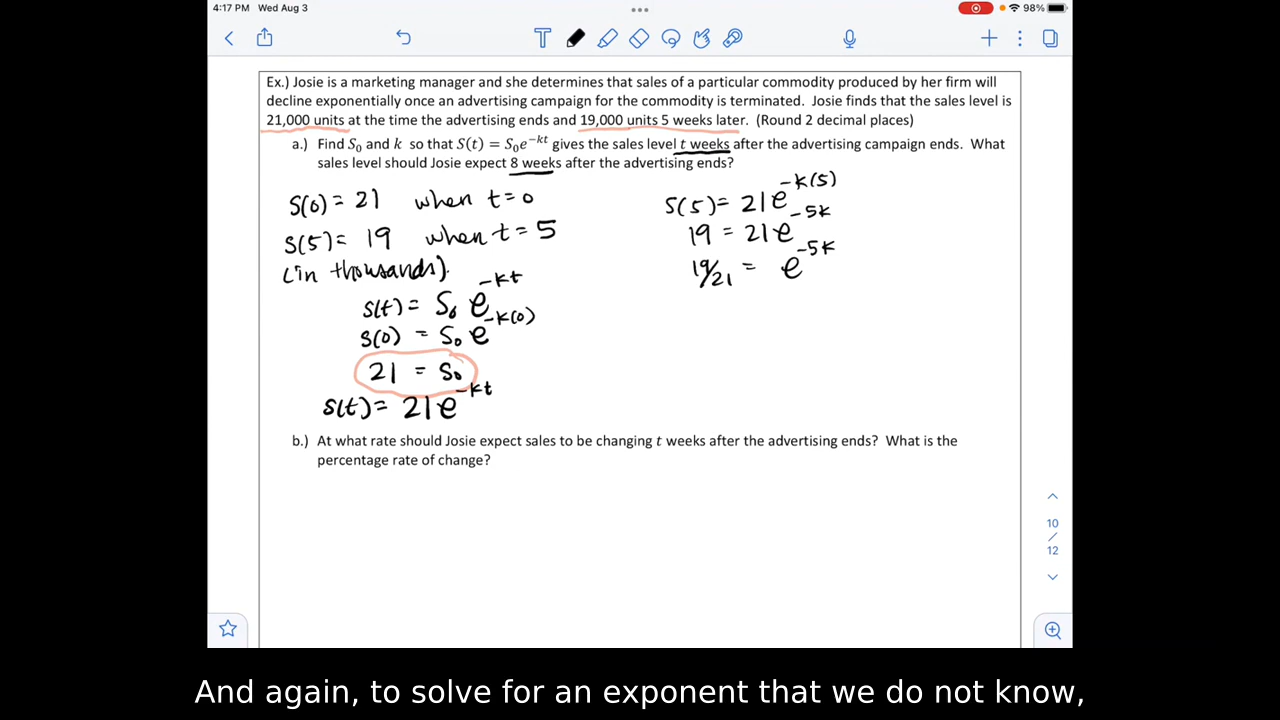 4:17 PM Wed Aug 3
98%
T
Ex.) Josie is a marketing manager and she determines that sales of a particular commodity produced by her firm will
decline exponentially once an advertising campaign for the commodity is terminated. Josie finds that the sales level is
21,000 units at the time the advertising ends and 19,000 units 5 weeks later. (Round 2 decimal places)
a.) Find S₀ and k so that S(t) = S₀e^{-kt} gives the sales level t weeks after the advertising campaign ends. What
sales level should Josie expect 8 weeks after the advertising ends?
S(0) = 21 when t = 0
S(5) = 19 when t = 5
(in thousands).
S(t) = S₀ e^{-kt}
S(0) = S₀ e^{-k(0)}
21 = S₀
S(t) = 21e^{-kt}
S(5) = 21e^{-k(5)}
19 = 21e^{-5k}
19/21 = e^{-5k}
b.) At what rate should Josie expect sales to be changing t weeks after the advertising ends? What is the
percentage rate of change?
10
/
12
And again, to solve for an exponent that we do not know,